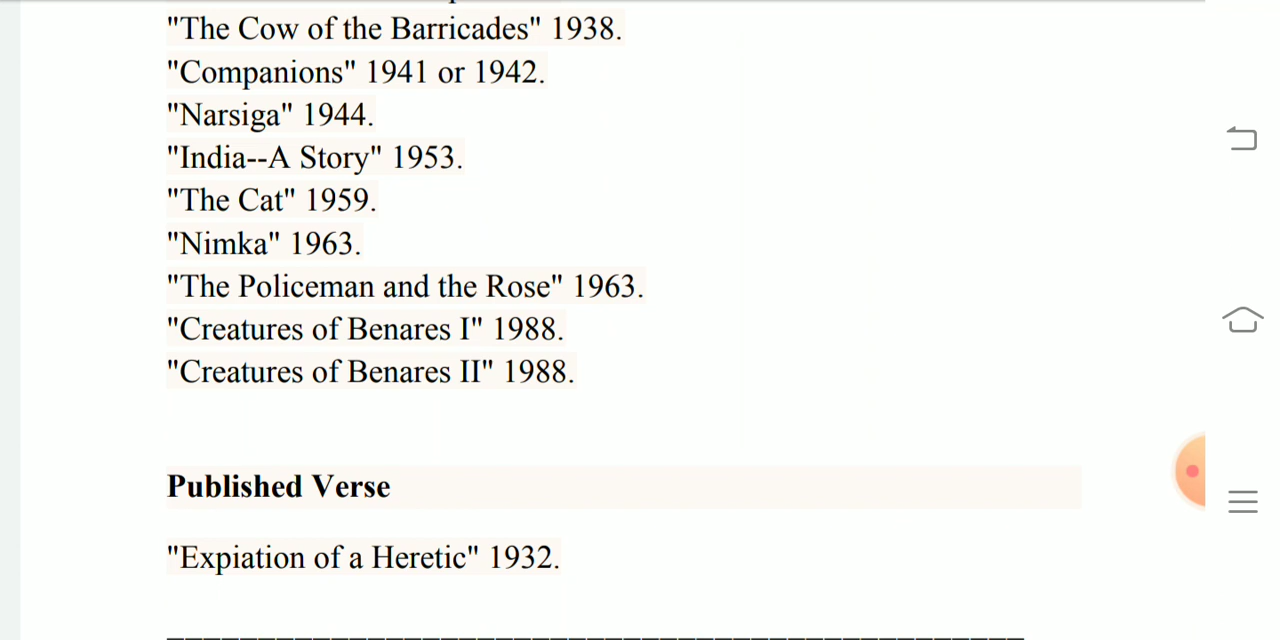 "The Cow of the Barricades" 1938.
"Companions" 1941 or 1942.
"Narsiga" 1944.
"India--A Story" 1953.
"The Cat" 1959.
"Nimka" 1963.
"The Policeman and the Rose" 1963.
"Creatures of Benares I" 1988.
"Creatures of Benares II" 1988.
Published Verse
"Expiation of a Heretic" 1932.